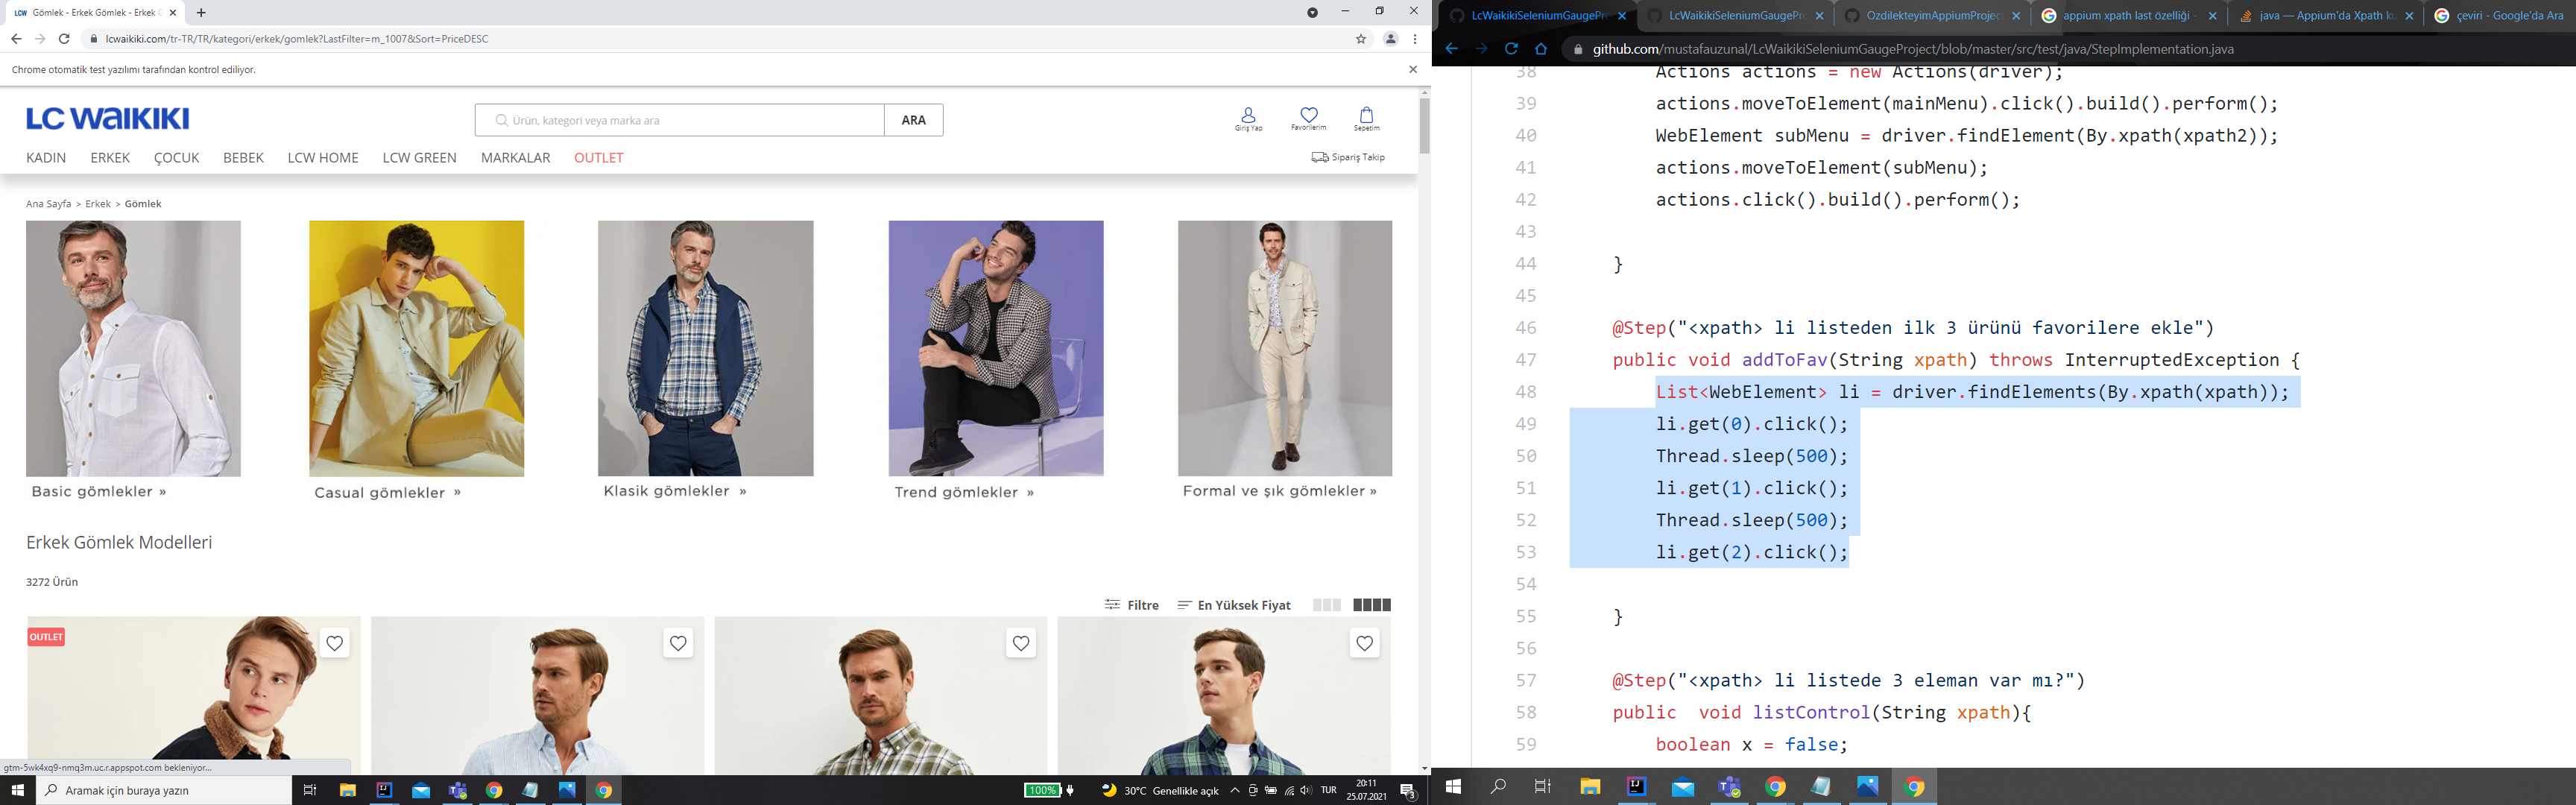 Gömlek - Erkek Gömlek - Erkek G
lcwaikiki.com/tr-TR/TR/kategori/erkek/gomlek?LastFilter=m_1007&Sort=PriceDESC
Chrome otomatik test yazılımı tarafından kontrol ediliyor.
LC WAIKIKI
Ürün, kategori veya marka ara
ARA
Giriş Yap
Favorilerim
Sepetim
KADIN ERKEK ÇOCUK BEBEK LCW HOME LCW GREEN MARKALAR OUTLET
Sipariş Takip
Ana Sayfa > Erkek > Gömlek
Basic gömlekler »
Casual gömlekler »
Klasik gömlekler »
Trend gömlekler »
Formal ve şık gömlekler »
Erkek Gömlek Modelleri
3272 Ürün
Filtre
En Yüksek Fiyat
OUTLET
gtm-5wk4xq9-nmq3m.uc.r.appspot.com bekleniyor...
Aramak için buraya yazın
100%
30°C Genellikle açık
TUR
20:11
25.07.2021
3
LcWaikikiSeleniumGaugePr
LcWaikikiSeleniumGaugePro
OzdilekteyimAppiumProject
appium xpath last özelliği -
java — Appium'da Xpath ku
çeviri - Google'da Ara
github.com/mustafauzunal/LcWaikikiSeleniumGaugeProject/blob/master/src/test/java/StepImplementation.java
38 Actions actions = new Actions(driver);
39 actions.moveToElement(mainMenu).click().build().perform();
40 WebElement subMenu = driver.findElement(By.xpath(xpath2));
41 actions.moveToElement(subMenu);
42 actions.click().build().perform();
43
44 }
45
46 @Step("<xpath> li listeden ilk 3 ürünü favorilere ekle")
47 public void addToFav(String xpath) throws InterruptedException {
48 List<WebElement> li = driver.findElements(By.xpath(xpath));
49 li.get(0).click();
50 Thread.sleep(500);
51 li.get(1).click();
52 Thread.sleep(500);
53 li.get(2).click();
54
55 }
56
57 @Step("<xpath> li listede 3 eleman var mı?")
58 public  void listControl(String xpath){
59 boolean x = false;